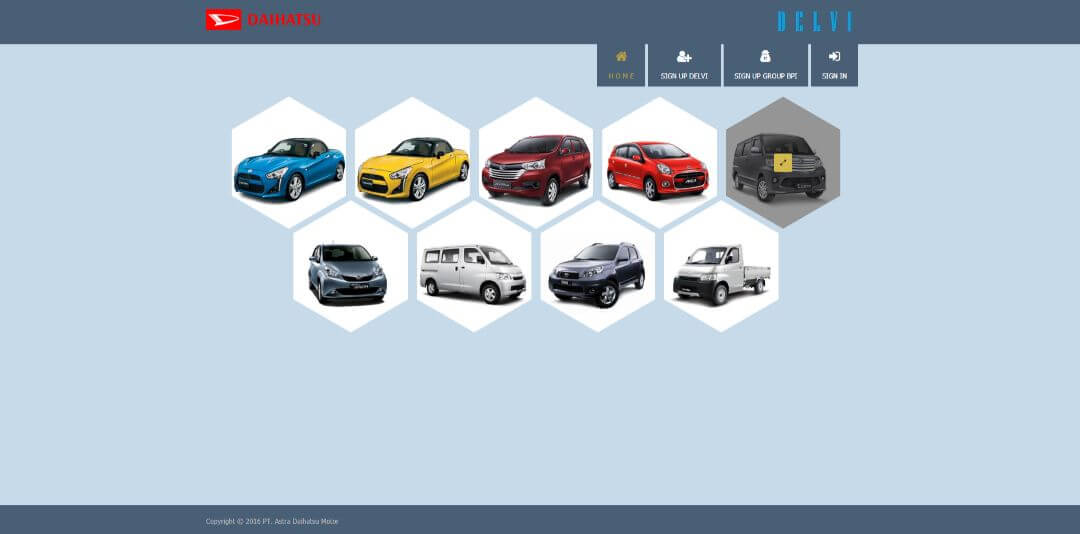 DAIHATSU
DELVI
HOME
SIGN UP DELVI
SIGN UP GROUP BPI
SIGN IN
Copyright © 2016 PT. Astra Daihatsu Motor